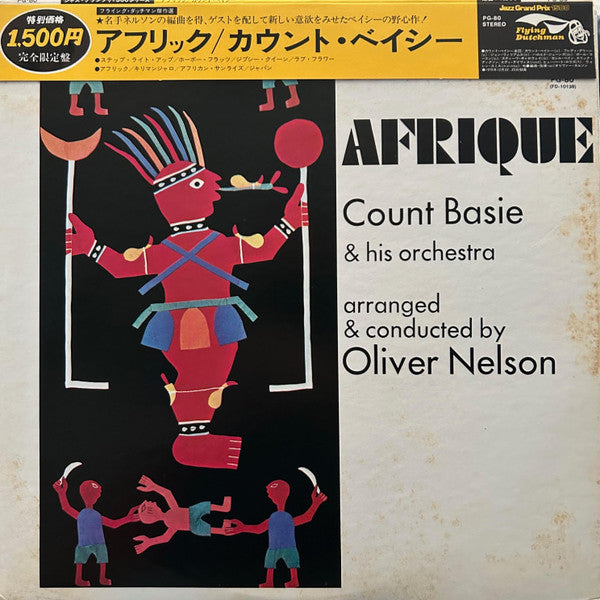 特別価格
1,500円
完全限定盤
フライング・ダッチマン傑作選
★名手ネルソンの編曲を得、ゲストを配して新しい意欲をみせたベイシーの野心作!
アフリック/カウント・ベイシー
●ステップ・ライト・アップ/ホーボー・フラッツ/ジプシー・クイーン/ラブ・フラワー
●アフリック/キリマンジャロ/アフリカン・サンライズ/ジャパン
PG-80
STEREO
Jazz Grand Prix 1500
Flying
Dutchman
PG-80
(FD-10138)
AFRIQUE
Count Basie
& his orchestra
arranged
& conducted by
Oliver Nelson